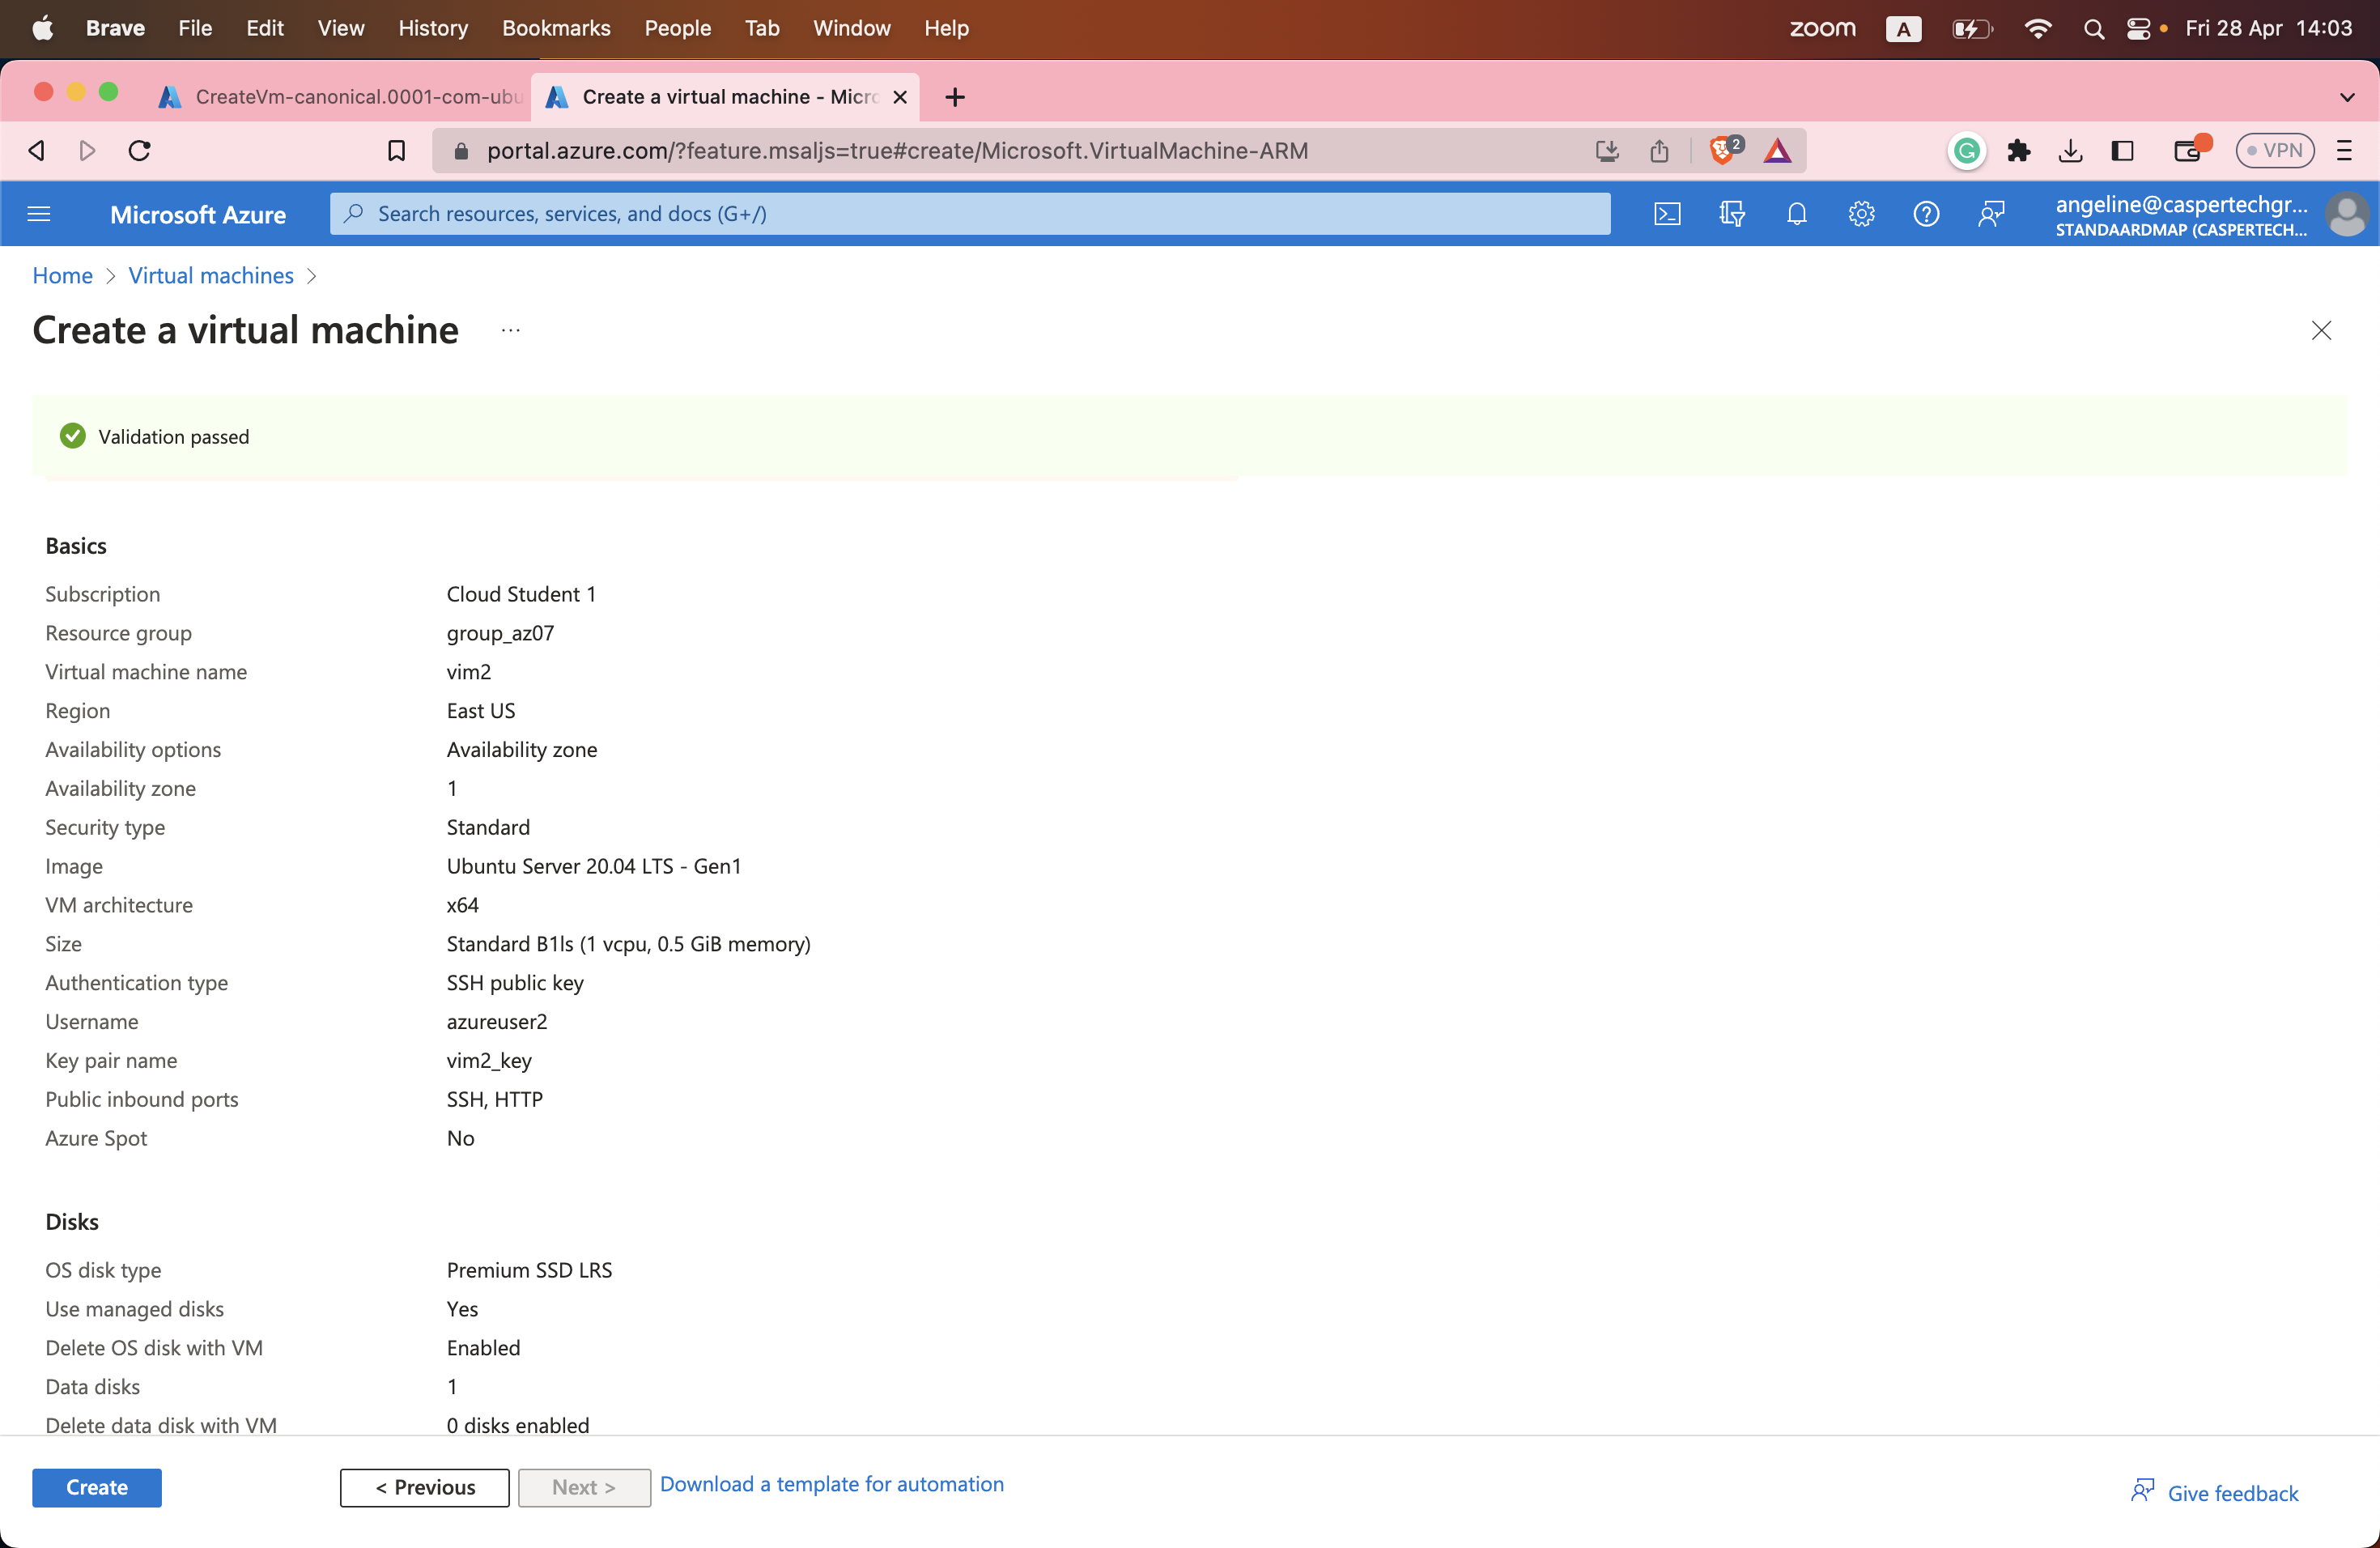 Brave File Edit View History Bookmarks People Tab Window Help zoom A Fri 28 Apr 14:03
CreateVm-canonical.0001-com-ubu Create a virtual machine - Micro
portal.azure.com/?feature.msaljs=true#create/Microsoft.VirtualMachine-ARM 2 VPN
Microsoft Azure Search resources, services, and docs (G+/) angeline@caspertechgr...
STANDAARDMAP (CASPERTECH...
Home > Virtual machines >
Create a virtual machine ...
Validation passed
Basics
Subscription Cloud Student 1
Resource group group_az07
Virtual machine name vim2
Region East US
Availability options Availability zone
Availability zone 1
Security type Standard
Image Ubuntu Server 20.04 LTS - Gen1
VM architecture x64
Size Standard B1ls (1 vcpu, 0.5 GiB memory)
Authentication type SSH public key
Username azureuser2
Key pair name vim2_key
Public inbound ports SSH, HTTP
Azure Spot No
Disks
OS disk type Premium SSD LRS
Use managed disks Yes
Delete OS disk with VM Enabled
Data disks 1
Delete data disk with VM 0 disks enabled
Create < Previous Next > Download a template for automation Give feedback